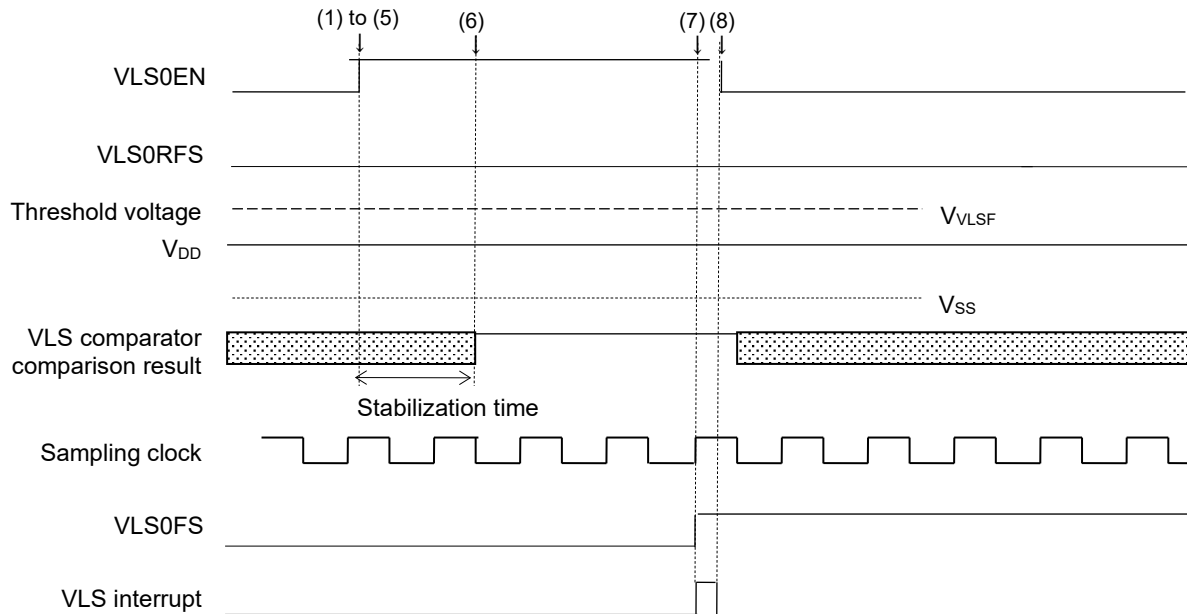 (1) to (5)
(6)
(7) (8)
VLS0EN
VLS0RFS
Threshold voltage
VVLSF
VDD
VSS
VLS comparator
comparison result
Stabilization time
Sampling clock
VLS0FS
VLS interrupt